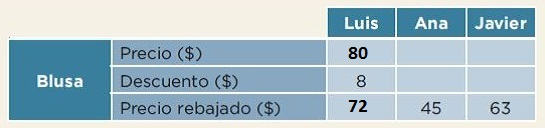 Luis Ana Javier
Precio ($) 80
Blusa Descuento ($) 8
Precio rebajado ($) 72 45 63